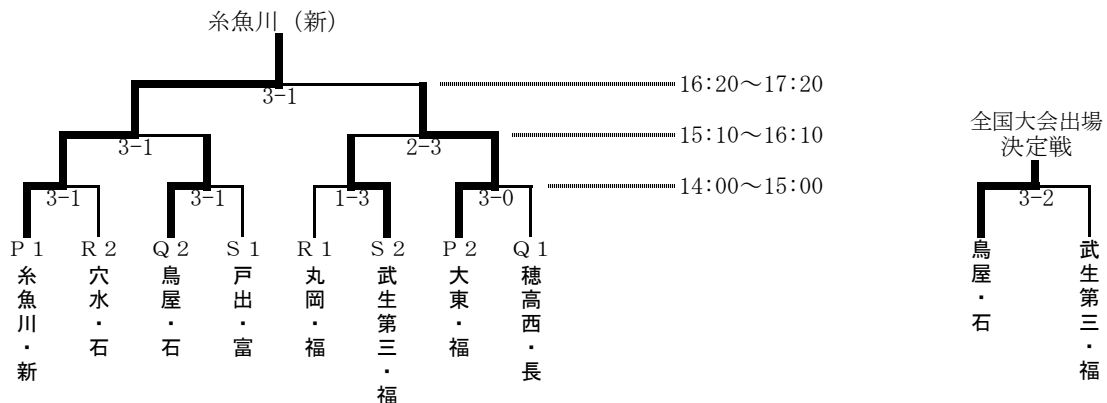 糸魚川（新）
3-1
16:20～17:20
3-1
2-3
15:10～16:10
3-1
3-1
1-3
3-0
14:00～15:00
Ｐ１
Ｒ２
Ｑ２
Ｓ１
Ｒ１
Ｓ２
Ｐ２
Ｑ１
糸魚川・新
穴水・石
鳥屋・石
戸出・富
丸岡・福
武生第三・福
大東・福
穂高西・長
全国大会出場
決定戦
3-2
鳥屋・石
武生第三・福